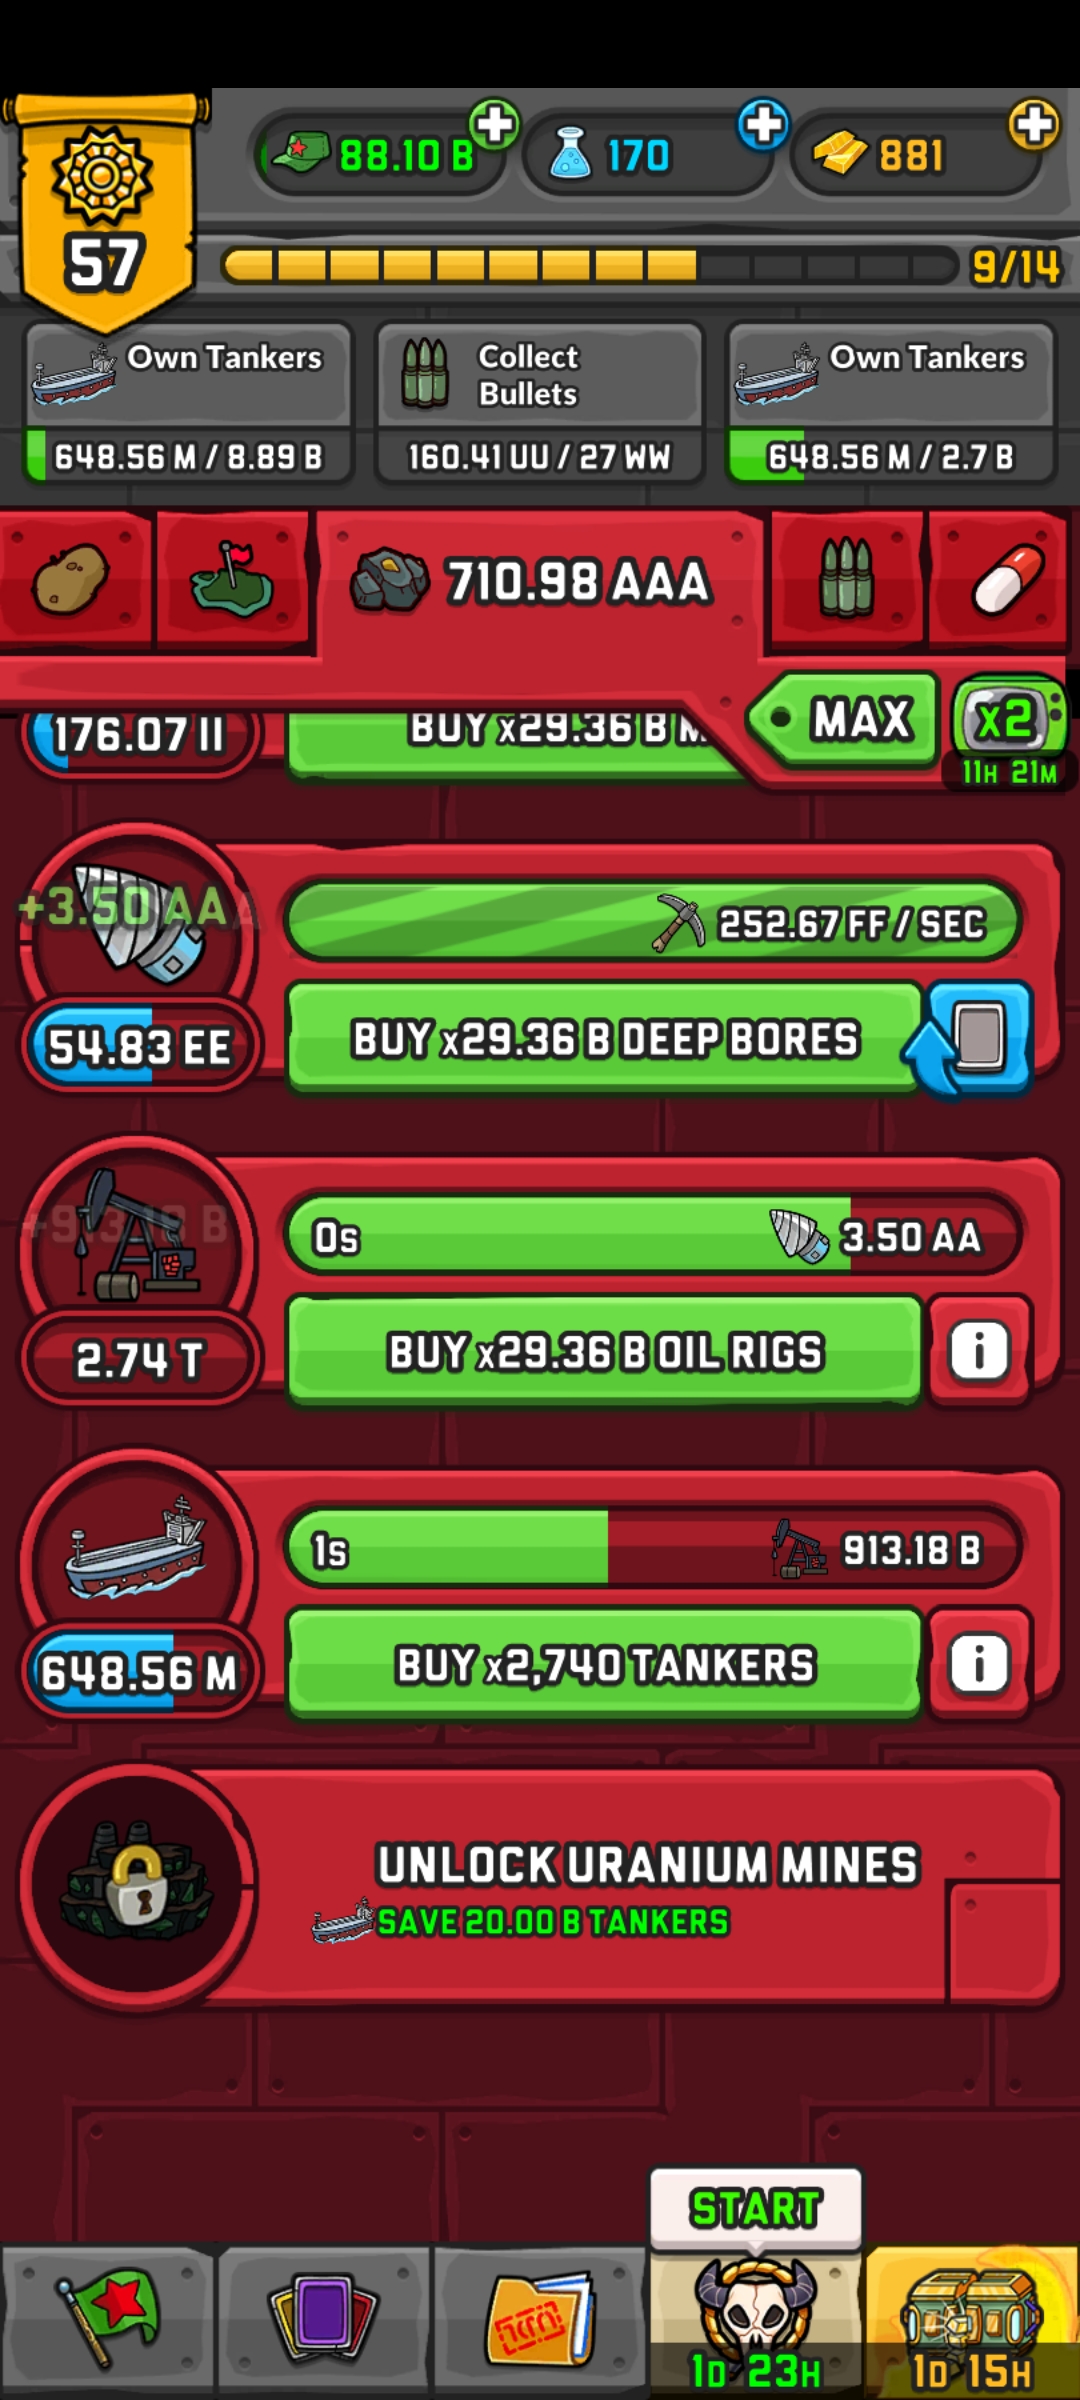 88.10 B
170
881
57
9/14
Own Tankers
648.56 M / 8.89 B
Collect
Bullets
160.41 UU / 27 WW
Own Tankers
648.56 M / 2.7 B
710.98 AAA
MAX
x2
11H 21M
176.07 II
BUY x29.36 B M
+3.50 AA
252.67 FF / SEC
54.83 EE
BUY x29.36 B DEEP BORES
+913.18 B
0s
3.50 AA
2.74 T
BUY x29.36 B OIL RIGS
i
1s
913.18 B
648.56 M
BUY x2,740 TANKERS
i
UNLOCK URANIUM MINES
SAVE 20.00 B TANKERS
START
1D 23H
1D 15H